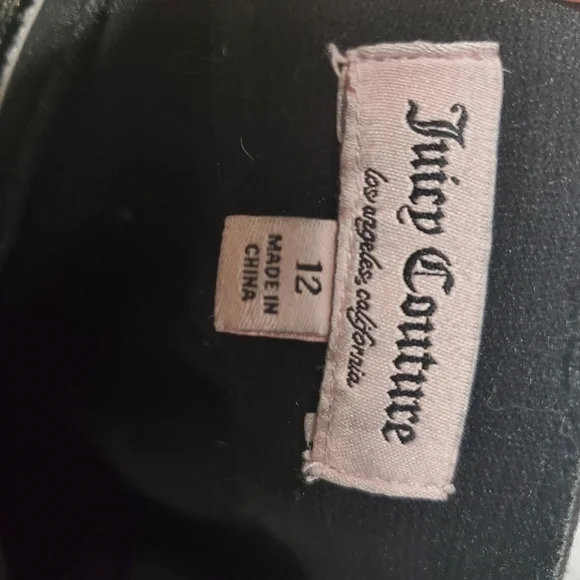 Juicy Couture
los angeles, california
12
MADE IN
CHINA